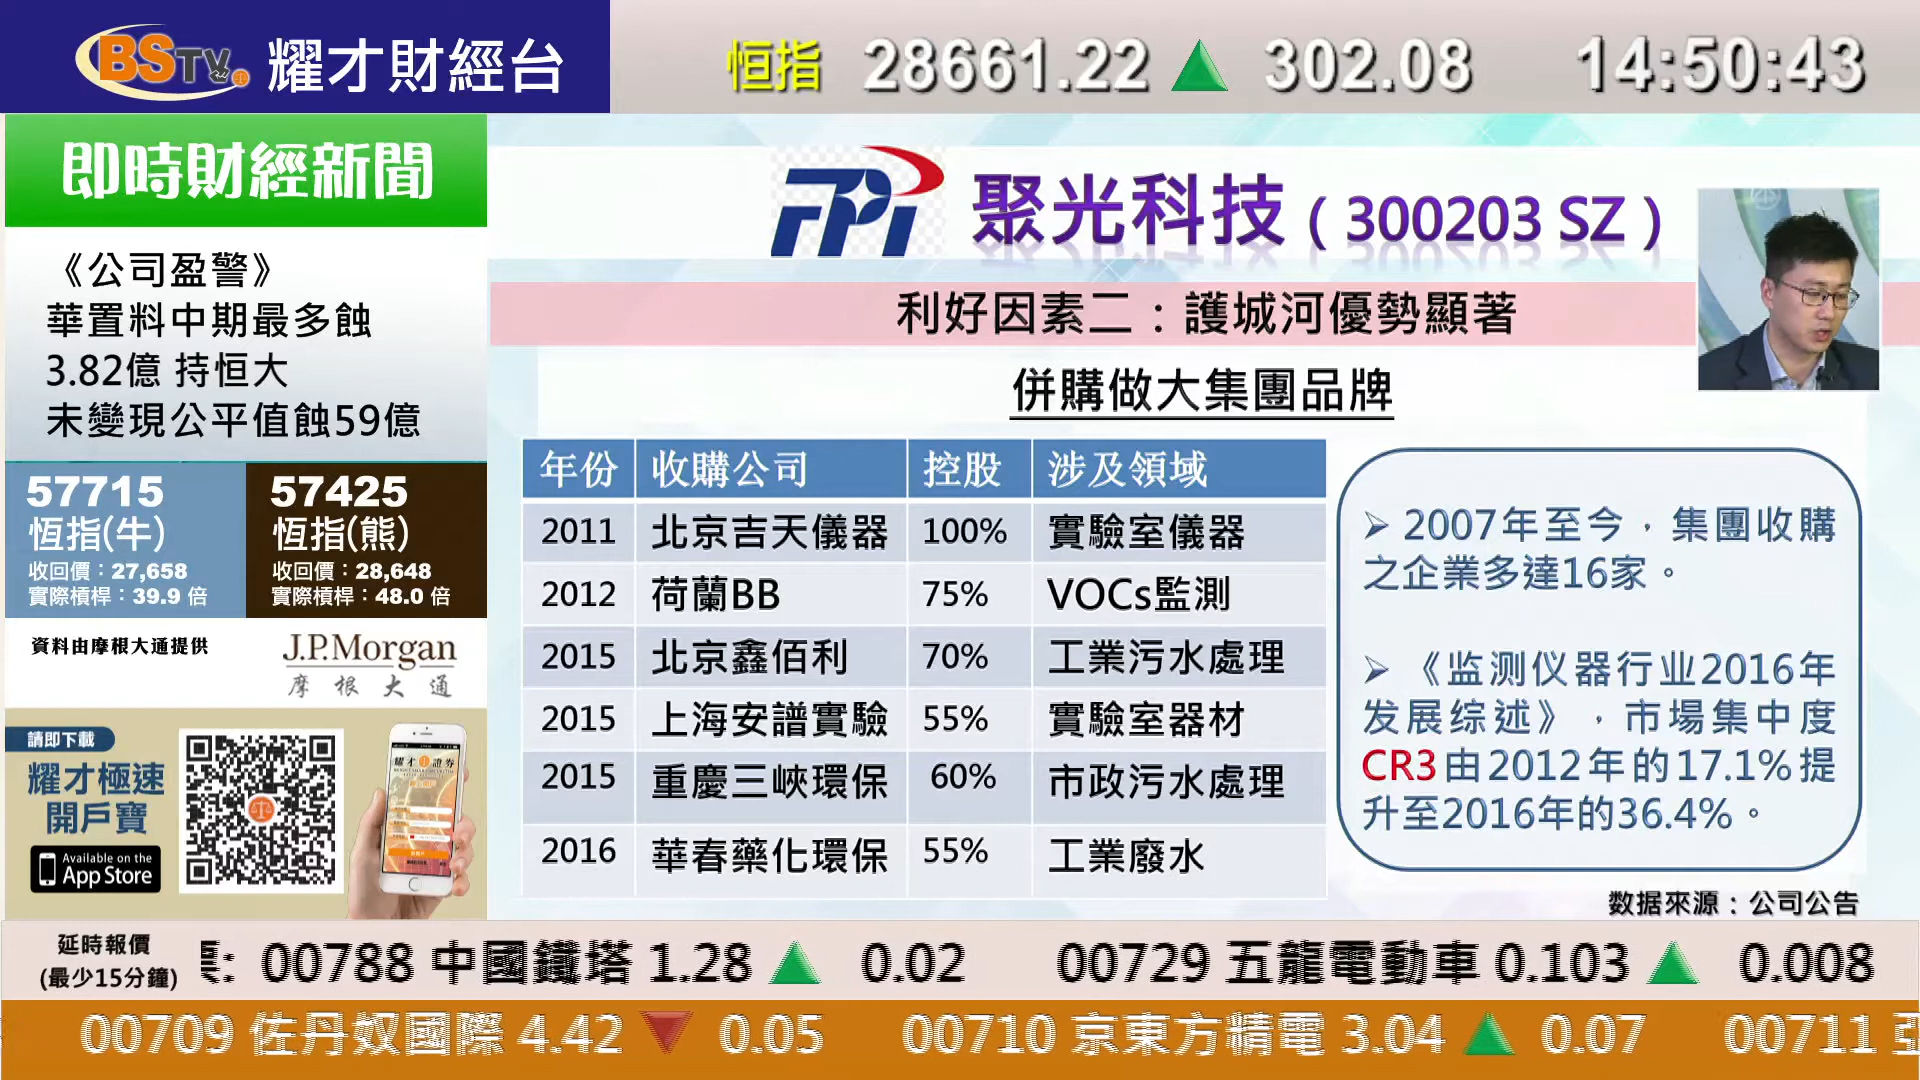 BSTV 耀才財經台
恒指 28661.22 302.08 14:50:43
即時財經新聞
《公司盈警》
華置料中期最多蝕
3.82億 持恒大
未變現公平值蝕59億
57715
恆指(牛)
收回價：27,658
實際槓桿：39.9 倍
57425
恆指(熊)
收回價：28,648
實際槓桿：48.0 倍
資料由摩根大通提供
J.P.Morgan
摩根大通
請即下載
耀才極速
開戶寶
Available on the
App Store
耀才證券
FPI 聚光科技（300203 SZ）
利好因素二：護城河優勢顯著
併購做大集團品牌
年份 收購公司 控股 涉及領域
2011 北京吉天儀器 100% 實驗室儀器
2012 荷蘭BB 75% VOCs監測
2015 北京鑫佰利 70% 工業污水處理
2015 上海安譜實驗 55% 實驗室器材
2015 重慶三峽環保 60% 市政污水處理
2016 華春藥化環保 55% 工業廢水
➢ 2007年至今，集團收購
之企業多達16家。
➢ 《监测仪器行业2016年
发展综述》，市場集中度
CR3由2012年的17.1%提
升至2016年的36.4%。
数据來源：公司公告
延時報價
(最少15分鐘)
00788 中國鐵塔 1.28 0.02 00729 五龍電動車 0.103 0.008
00709 佐丹奴國際 4.42 0.05 00710 京東方精電 3.04 0.07 00711